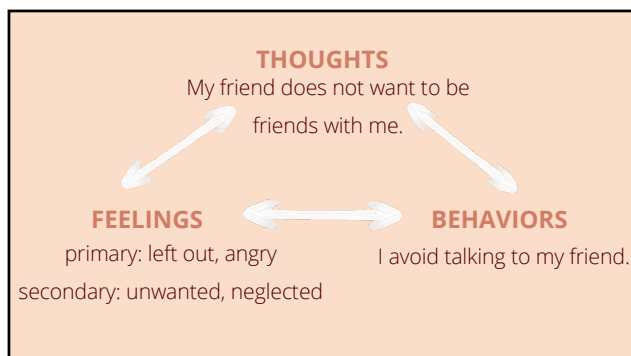 THOUGHTS
My friend does not want to be
friends with me.
FEELINGS
primary: left out, angry
secondary: unwanted, neglected
BEHAVIORS
I avoid talking to my friend.